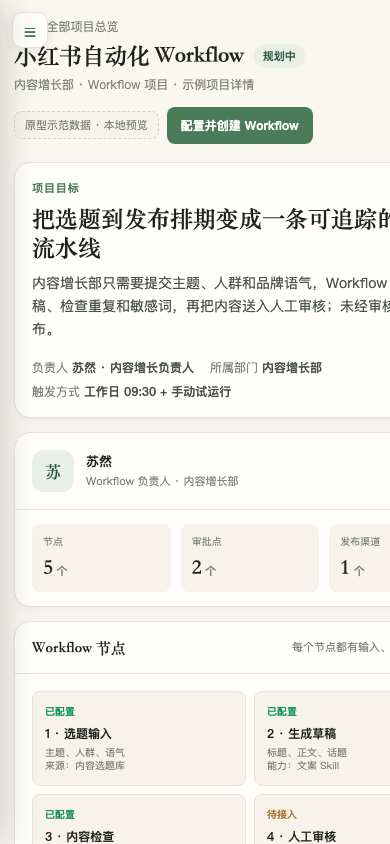 全部项目总览
小红书自动化 Workflow 规划中
内容增长部 · Workflow 项目 · 示例项目详情
原型示范数据 · 本地预览 配置并创建 Workflow
项目目标
把选题到发布排期变成一条可追踪的
流水线
内容增长部只需要提交主题、人群和品牌语气，Workflow
稿、检查重复和敏感词，再把内容送入人工审核；未经审核
布。
负责人 苏然 · 内容增长负责人 所属部门 内容增长部
触发方式 工作日 09:30 + 手动试运行
苏 苏然
Workflow 负责人 · 内容增长部
节点 审批点 发布渠道
5 个 2 个 1 个
Workflow 节点 每个节点都有输入、
已配置 已配置
1 · 选题输入 2 · 生成草稿
主题、人群、语气 标题、正文、话题
来源：内容选题库 能力：文案 Skill
已配置 待接入
3 · 内容检查 4 · 人工审核